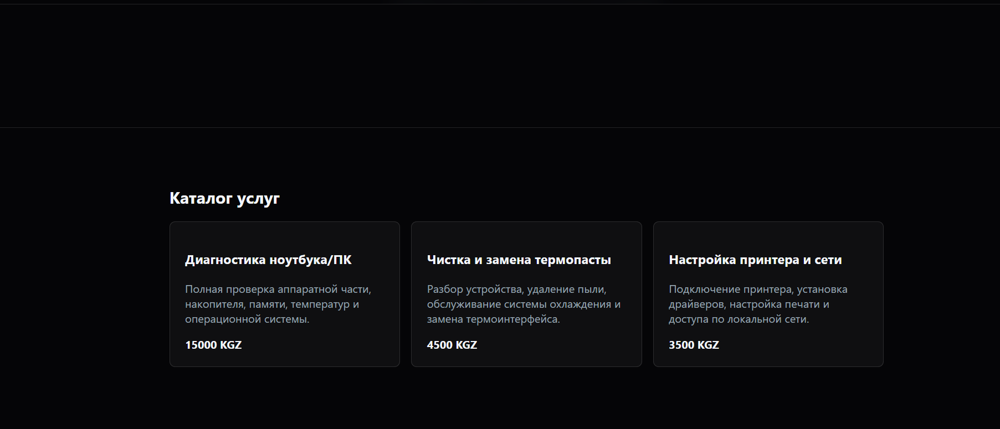 Каталог услуг
Диагностика ноутбука/ПК
Полная проверка аппаратной части,
накопителя, памяти, температур и
операционной системы.
15000 KGZ
Чистка и замена термопасты
Разбор устройства, удаление пыли,
обслуживание системы охлаждения и
замена термоинтерфейса.
4500 KGZ
Настройка принтера и сети
Подключение принтера, установка
драйверов, настройка печати и
доступа по локальной сети.
3500 KGZ